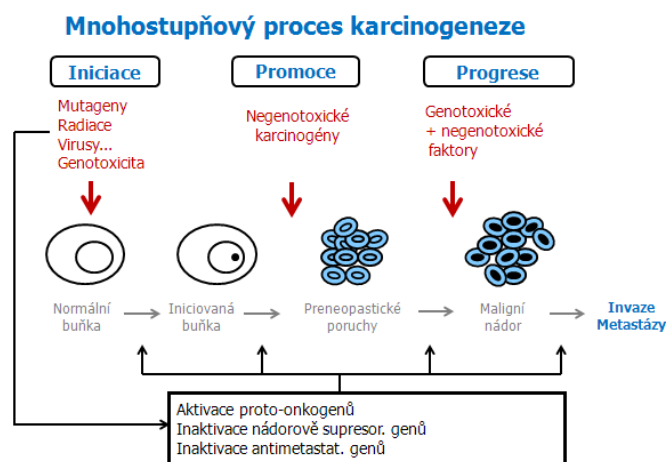 Mnohostupňový proces karcinogeneze
Iniciace
Promoce
Progrese
Mutageny
Radiace
Virusy...
Genotoxicita
Negenotoxické
karcinogény
Genotoxické
+ negenotoxické
faktory
Normální
buňka
Iniciovaná
buňka
Preneopastické
poruchy
Maligní
nádor
Invaze
Metastázy
Aktivace proto-onkogenů
Inaktivace nádorově supresor. genů
Inaktivace antimetastat. genů